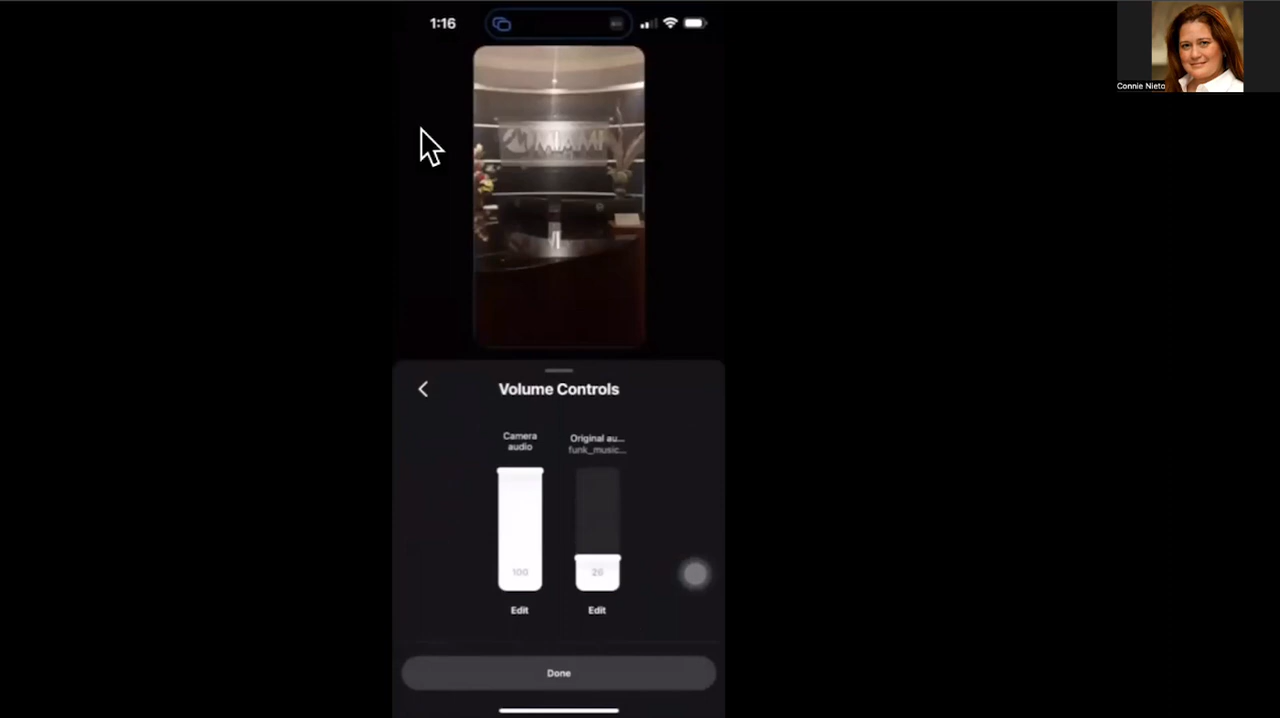 1:16
Connie Nieto
MIAMI
Volume Controls
Camera
audio
Original au...
funk_music...
100
26
Edit
Edit
Done